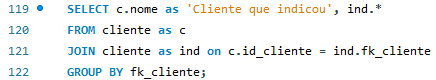 119 SELECT c.nome as 'Cliente que indicou', ind.*
120 FROM cliente as c
121 JOIN cliente as ind on c.id_cliente = ind.fk_cliente
122 GROUP BY fk_cliente;